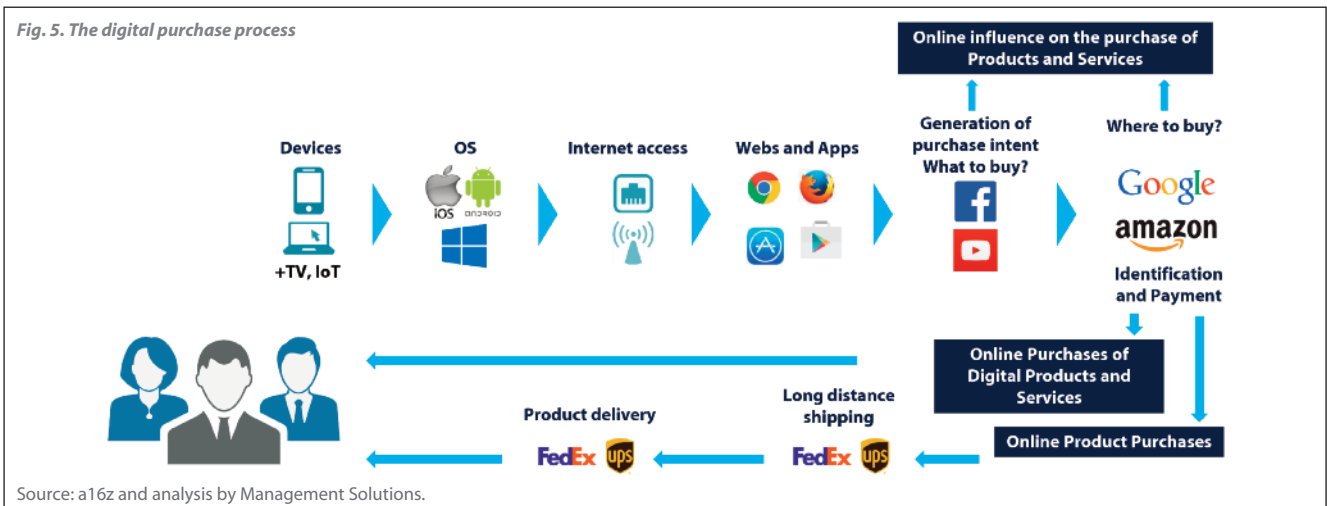 Fig. 5. The digital purchase process
Online influence on the purchase of
Products and Services
Devices
OS
Internet access
Webs and Apps
Generation of
purchase intent
What to buy?
Where to buy?
iOS
ANDROID
Google
amazon
+TV, IoT
Identification
and Payment
Online Purchases of
Digital Products and
Services
Long distance
shipping
Product delivery
FedEx
ups
FedEx
ups
Online Product Purchases
Source: a16z and analysis by Management Solutions.